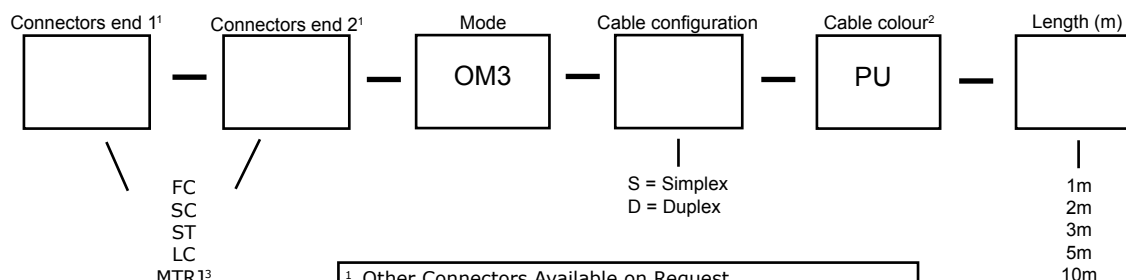 Connectors end 1¹
Connectors end 2¹
Mode
Cable configuration
Cable colour²
Length (m)
OM3
PU
FC
SC
ST
LC
MTRJ³
S = Simplex
D = Duplex
1m
2m
3m
5m
10m
¹ Other Connectors Available on Request